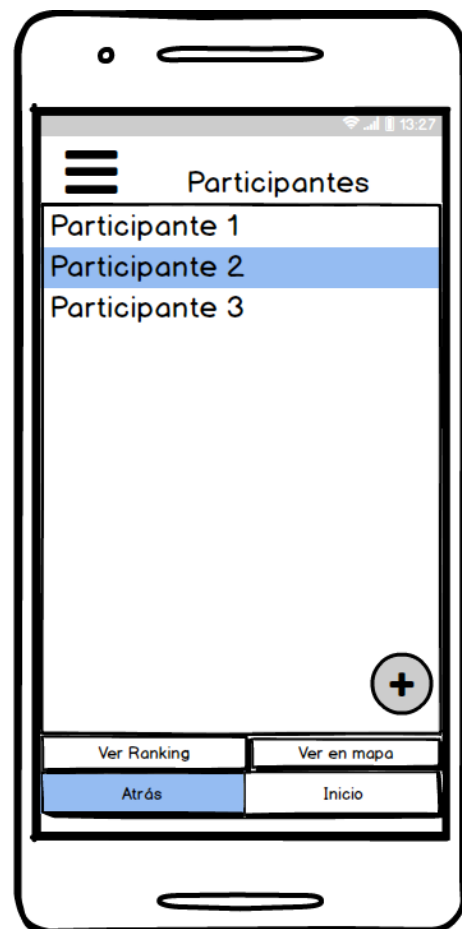 13:27
Participantes
Participante 1
Participante 2
Participante 3
+
Ver Ranking Ver en mapa
Atrás Inicio